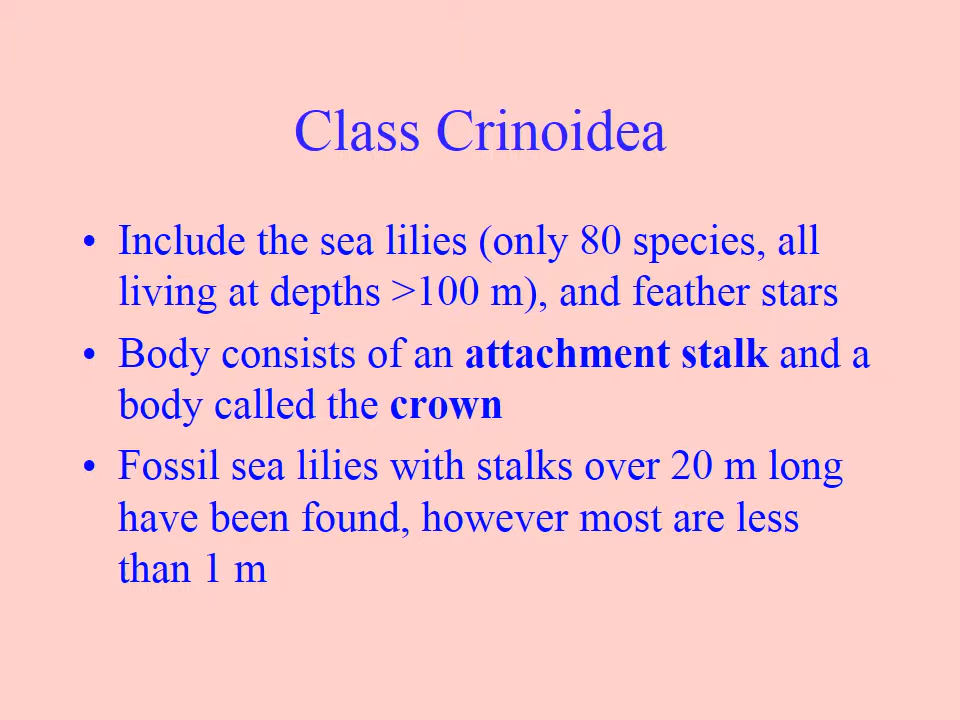 Class Crinoidea
• Include the sea lilies (only 80 species, all
living at depths >100 m), and feather stars
• Body consists of an attachment stalk and a
body called the crown
• Fossil sea lilies with stalks over 20 m long
have been found, however most are less
than 1 m